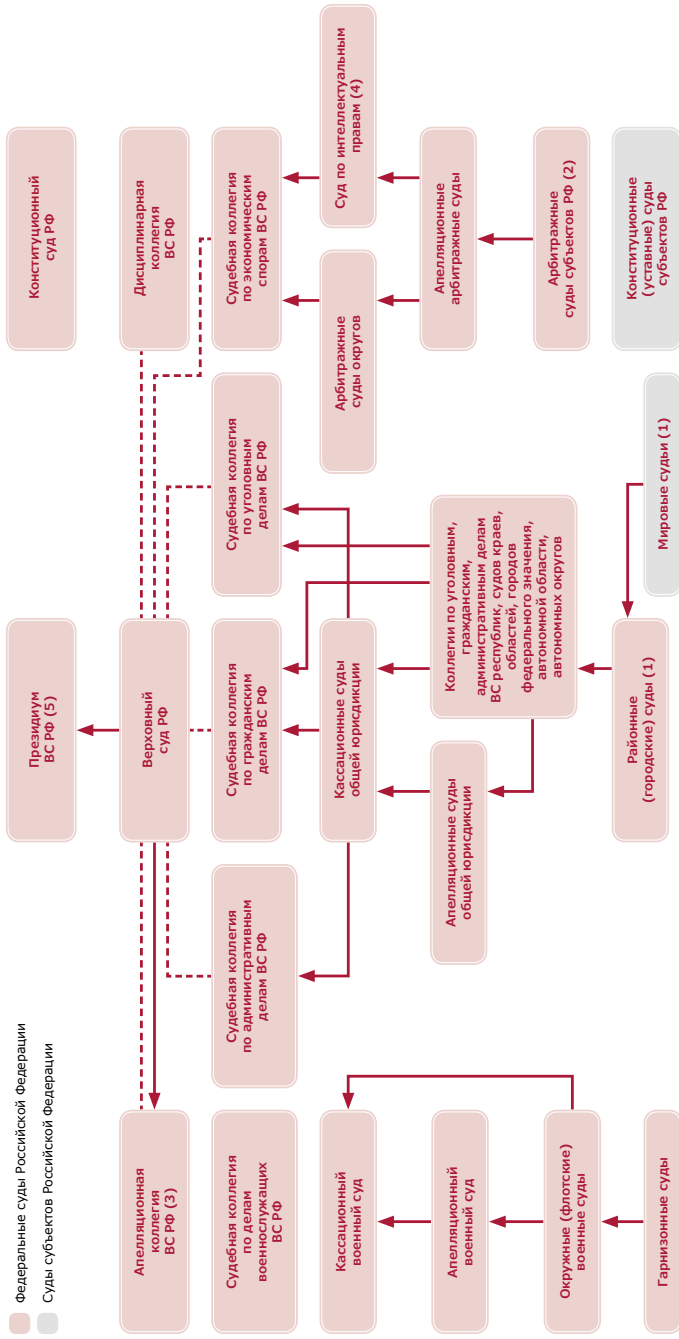 Федеральные суды Российской Федерации
Суды субъектов Российской Федерации
Президиум
ВС РФ (5)
Конституционный
суд РФ
Апелляционная
коллегия
ВС РФ (3)
Верховный
суд РФ
Дисциплинарная
коллегия
ВС РФ
Судебная коллегия
по делам
военнослужащих
ВС РФ
Судебная коллегия
по административным
делам ВС РФ
Судебная коллегия
по гражданским
делам ВС РФ
Судебная коллегия
по уголовным
делам ВС РФ
Судебная коллегия
по экономическим
спорам ВС РФ
Кассационный
военный суд
Кассационные суды
общей юрисдикции
Арбитражные
суды округов
Суд по интеллектуальным
правам (4)
Апелляционный
военный суд
Апелляционные суды
общей юрисдикции
Коллегии по уголовным,
гражданским,
административным делам
ВС республик, судов краев,
областей, городов
федерального значения,
автономной области,
автономных округов
Апелляционные
арбитражные суды
Окружные (флотские)
военные суды
Арбитражные
суды субъектов РФ (2)
Гарнизонные суды
Районные
(городские) суды (1)
Мировые судьи (1)
Конституционные
(уставные) суды
субъектов РФ